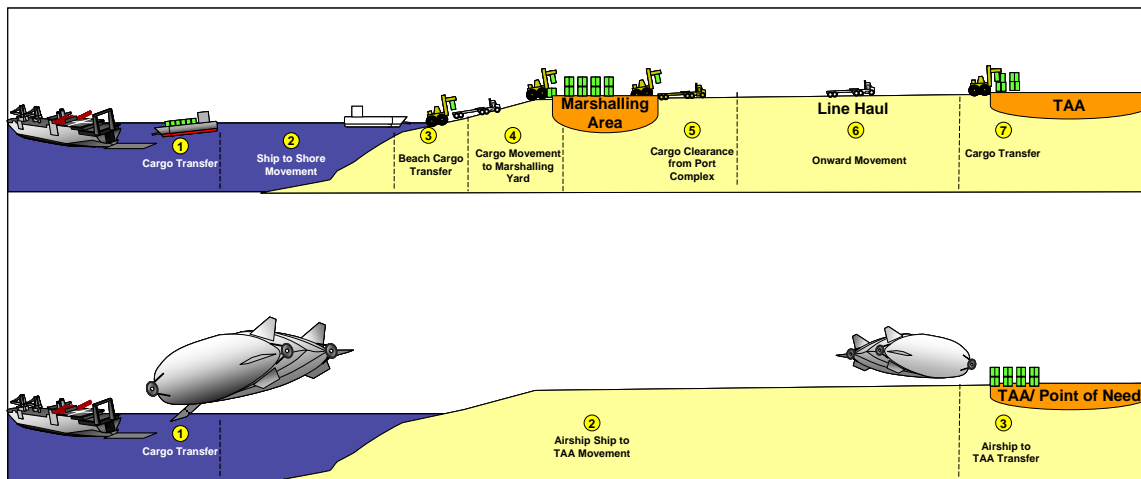 Marshalling
Area
TAA
Line Haul
1
Cargo Transfer
2
Ship to Shore
Movement
3
Beach Cargo
Transfer
4
Cargo Movement
to Marshalling
Yard
5
Cargo Clearance
from Port
Complex
6
Onward Movement
7
Cargo Transfer
TAA/ Point of Need
1
Cargo Transfer
2
Airship Ship to
TAA Movement
3
Airship to
TAA Transfer